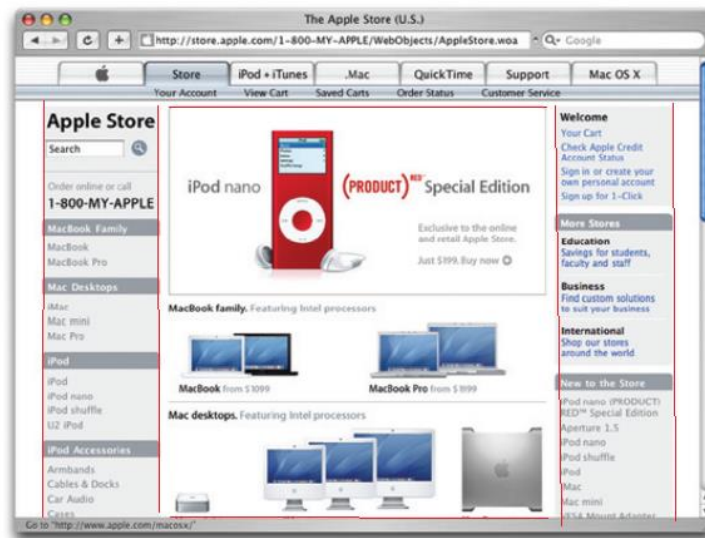 The Apple Store (U.S.)
http://store.apple.com/1-800-MY-APPLE/WebObjects/AppleStore.woa
Google
Store
iPod + iTunes
.Mac
QuickTime
Support
Mac OS X
Your Account
View Cart
Saved Carts
Order Status
Customer Service
Apple Store
Search
Order online or call
1-800-MY-APPLE
MacBook Family
MacBook
MacBook Pro
Mac Desktops
iMac
Mac mini
Mac Pro
iPod
iPod
iPod nano
iPod shuffle
U2 iPod
iPod Accessories
Armbands
Cables & Docks
Car Audio
Cases
iPod nano
(PRODUCT) RED™ Special Edition
Exclusive to the online
and retail Apple Store.
Just $199. Buy now
MacBook family. Featuring Intel processors
MacBook from $1099
MacBook Pro from $1999
Mac desktops. Featuring Intel processors
Welcome
Your Cart
Check Apple Credit
Account Status
Sign in or create your
own personal account
Sign up for 1-Click
More Stores
Education
Savings for students,
faculty and staff
Business
Find custom solutions
to suit your business
International
Shop our stores
around the world
New to the Store
iPod nano (PRODUCT)
RED™ Special Edition
Aperture 1.5
iPod nano
iPod shuffle
iPod
iMac
Mac mini
VESA Mount Adapter
Go to "http://www.apple.com/macosx/"